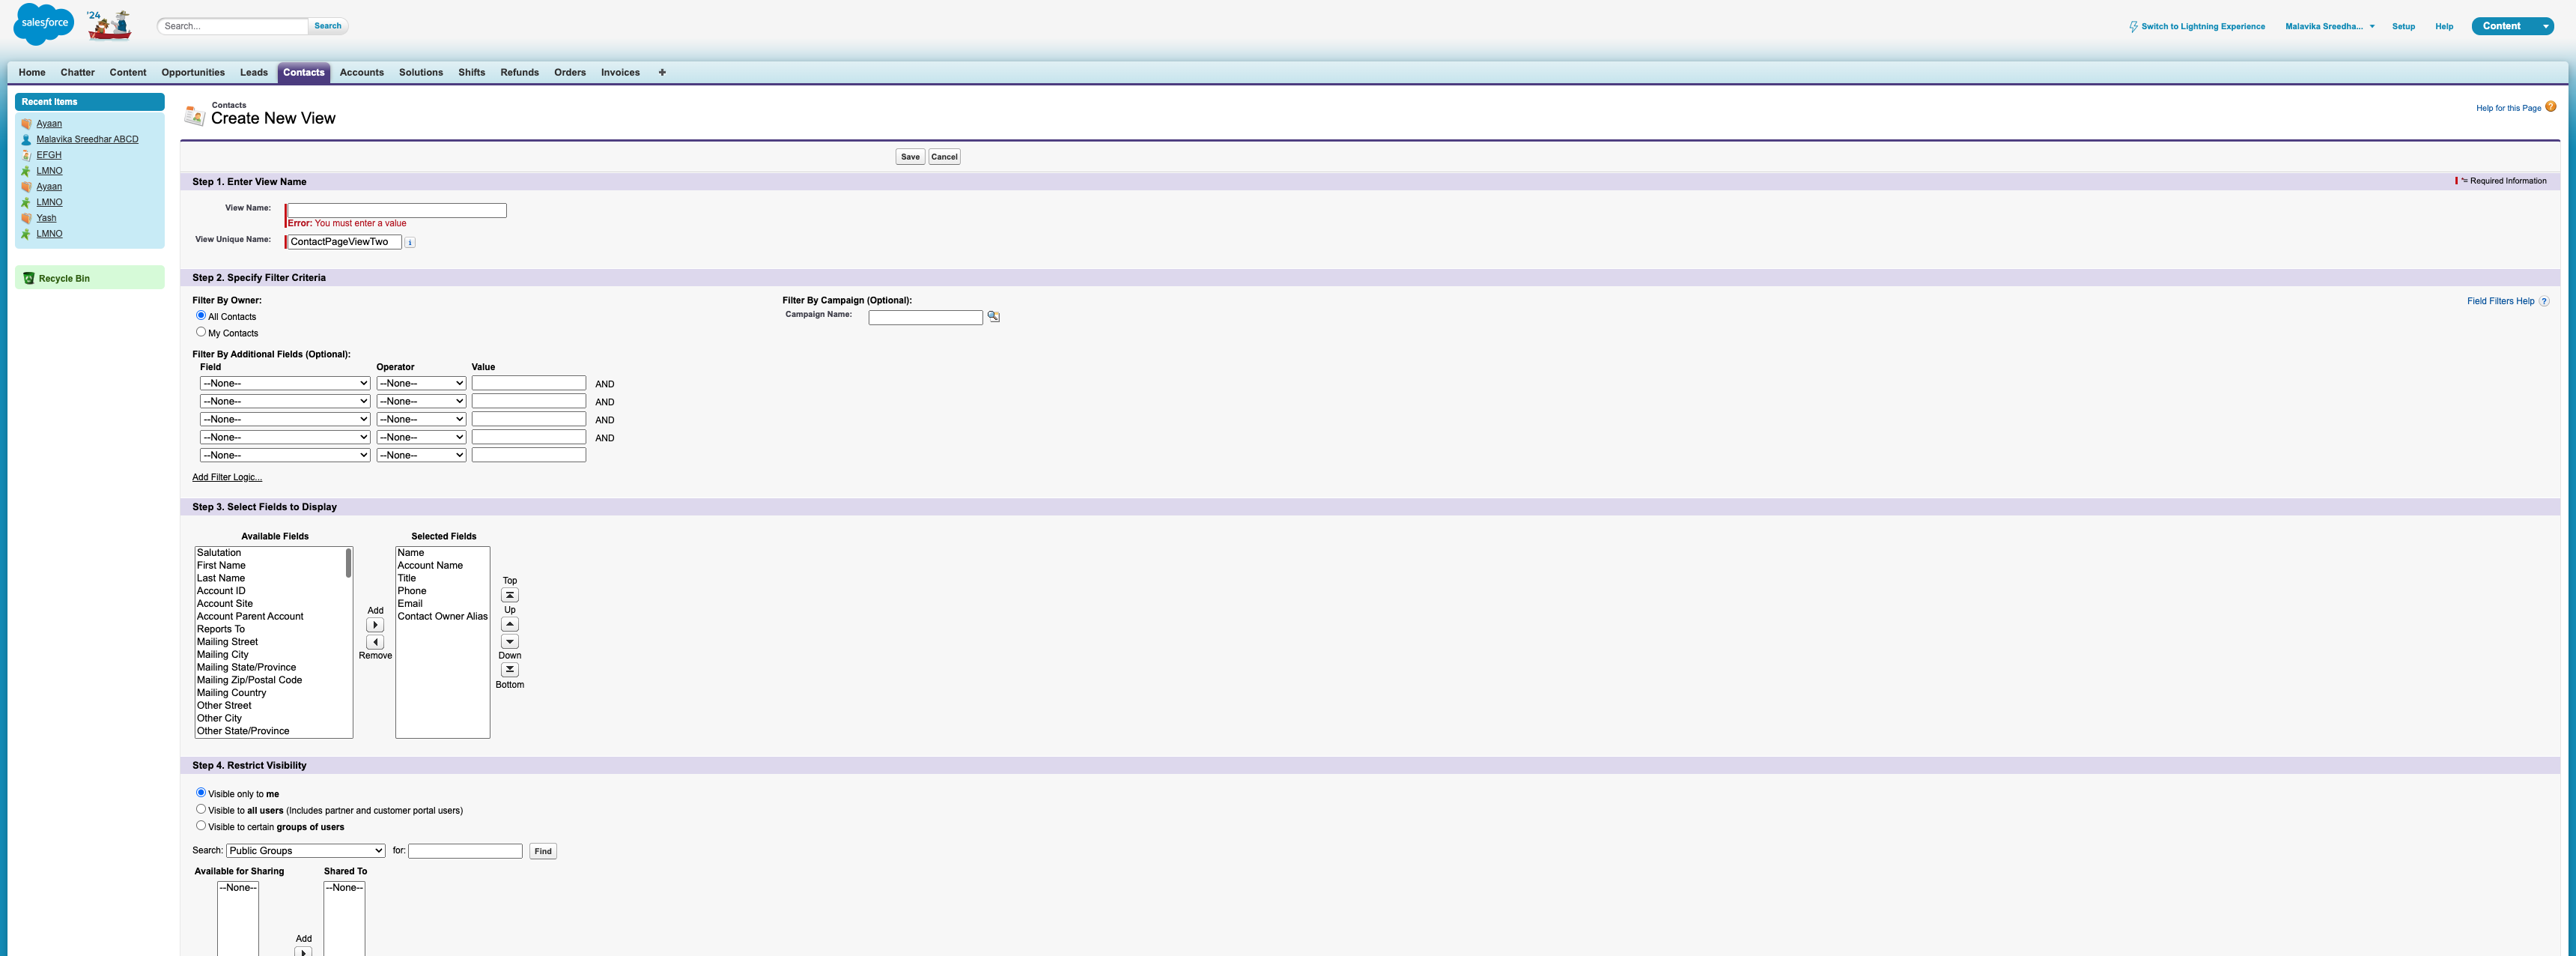 salesforce
'24
Search...
Search
Switch to Lightning Experience
Malavika Sreedha...
Setup
Help
Content
Home
Chatter
Content
Opportunities
Leads
Contacts
Accounts
Solutions
Shifts
Refunds
Orders
Invoices
+
Recent Items
Ayaan
Malavika Sreedhar ABCD
EFGH
LMNO
Ayaan
LMNO
Yash
LMNO
Recycle Bin
Contacts
Create New View
Help for this Page ?
Save
Cancel
Step 1. Enter View Name
*= Required Information
View Name:
Error: You must enter a value
View Unique Name:
ContactPageViewTwo
i
Step 2. Specify Filter Criteria
Filter By Owner:
All Contacts
My Contacts
Filter By Campaign (Optional):
Campaign Name:
Field Filters Help ?
Filter By Additional Fields (Optional):
Field Operator Value
--None-- --None-- AND
--None-- --None-- AND
--None-- --None-- AND
--None-- --None-- AND
--None-- --None--
Add Filter Logic...
Step 3. Select Fields to Display
Available Fields
Salutation
First Name
Last Name
Account ID
Account Site
Account Parent Account
Reports To
Mailing Street
Mailing City
Mailing State/Province
Mailing Zip/Postal Code
Mailing Country
Other Street
Other City
Other State/Province
Add
Remove
Selected Fields
Name
Account Name
Title
Phone
Email
Contact Owner Alias
Top
Up
Down
Bottom
Step 4. Restrict Visibility
Visible only to me
Visible to all users (Includes partner and customer portal users)
Visible to certain groups of users
Search: Public Groups for: Find
Available for Sharing
--None--
Add
Shared To
--None--